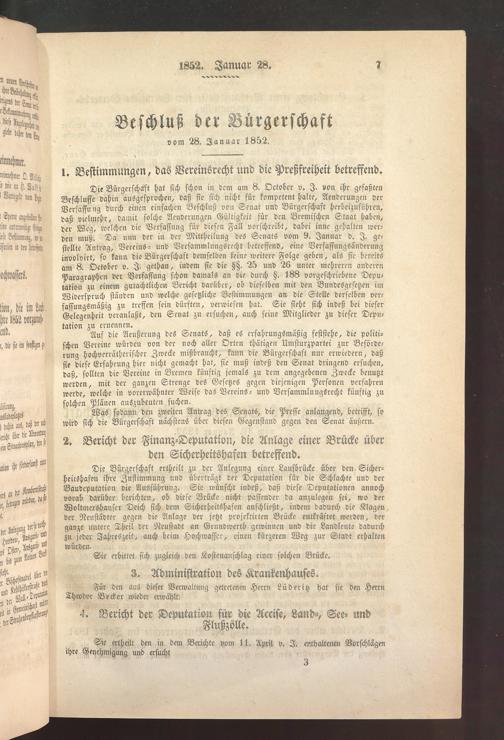 1852. Januar 28.
7
Beschluß der Bürgerschaft
vom 28. Januar 1852.
1. Bestimmungen, das Vereinsrecht und die Preßfreiheit betreffend.
Die Bürgerschaft hat sich schon in dem am 8. October v. J. von ihr gefaßten
Beschlusse dahin ausgesprochen, daß sie sich nicht für kompetent halte, Aenderungen der
Verfassung durch einen einfachen Beschluß von Senat und Bürgerschaft herbeizuführen,
daß vielmehr, damit solche Aenderungen Gültigkeit für den Bremischen Staat haben,
der Weg, welchen die Verfassung für diesen Fall vorschreibt, dabei inne gehalten wer-
den muß. Da nun der in der Mittheilung des Senats vom 9. Januar d. J. ge-
stellte Antrag, Vereins- und Versammlungsrecht betreffend, eine Verfassungsänderung
involvirt, so kann die Bürgerschaft demselben keine weitere Folge geben, als sie bereits
am 8. October v. J. gethan, indem sie die §§. 25 und 26 unter mehreren anderen
Paragraphen der Verfassung schon damals an die durch §. 188 vorgeschriebene Depu-
tation zu einem gutachtlichen Bericht darüber, ob dieselben mit den Bundesgesetzen im
Widerspruch ständen und welche gesetzliche Bestimmungen an die Stelle derselben ver-
fassungsmäßig zu treffen sein dürften, verwiesen hat. Sie sieht sich indeß bei dieser
Gelegenheit veranlaßt, den Senat zu ersuchen, auch seine Mitglieder zu dieser Depu-
tation zu ernennen.
Auf die Aeußerung des Senats, daß es erfahrungsmäßig feststehe, die politi-
schen Vereine würden von der noch aller Orten thätigen Umsturzpartei zur Beförde-
rung hochverrätherischer Zwecke mißbraucht, kann die Bürgerschaft nur erwiedern, daß
sie diese Erfahrung hier nicht gemacht hat, sie muß indeß den Senat dringend ersuchen,
daß, sollten die Vereine in Bremen künftig jemals zu dem angegebenen Zweck benutzt
werden, mit der ganzen Strenge des Gesetzes gegen diejenigen Personen verfahren
werde, welche in vorerwähnter Weise das Vereins- und Versammlungsrecht künftig zu
solchen Plänen auszubeuten suchen.
Was sodann den zweiten Antrag des Senats, die Presse anlangend, betrifft, so
wird sich die Bürgerschaft nächstens über diesen Gegenstand gegen den Senat äußern.
2. Bericht der Finanz-Deputation, die Anlage einer Brücke über
den Sicherheitshafen betreffend.
Die Bürgerschaft ertheilt zu der Anlegung einer Laufbrücke über den Sicher-
heitshafen ihre Zustimmung und überträgt der Deputation für die Schlachte und der
Baudeputation die Ausführung. Sie wünscht indeß, daß diese Deputationen annoch
vorab darüber berichten, ob diese Brücke nicht passender da anzulegen sei, wo der
Woltmershauser Deich sich dem Sicherheitshafen anschließt, indem dadurch die Klagen
der Neustädter gegen die Anlage der jetzt projektirten Brücke entkräftet werden, der
ganze untere Theil der Neustadt an Grundwerth gewinnen und die Landleute dadurch
zu jeder Jahreszeit, auch beim Hochwasser, einen kürzeren Weg zur Stadt erhalten
würden.
Sie erbittet sich zugleich den Kostenanschlag einer solchen Brücke.
3. Administration des Krankenhauses.
Für den aus dieser Verwaltung getretenen Herrn Lüderitz hat sie den Herrn
Theodor Becker wieder erwählt.
4. Bericht der Deputation für die Accise, Land-, See- und
Flußzölle.
Sie ertheilt den in dem Berichte vom 11. April v. J. enthaltenen Vorschlägen
ihre Genehmigung und ersucht
3